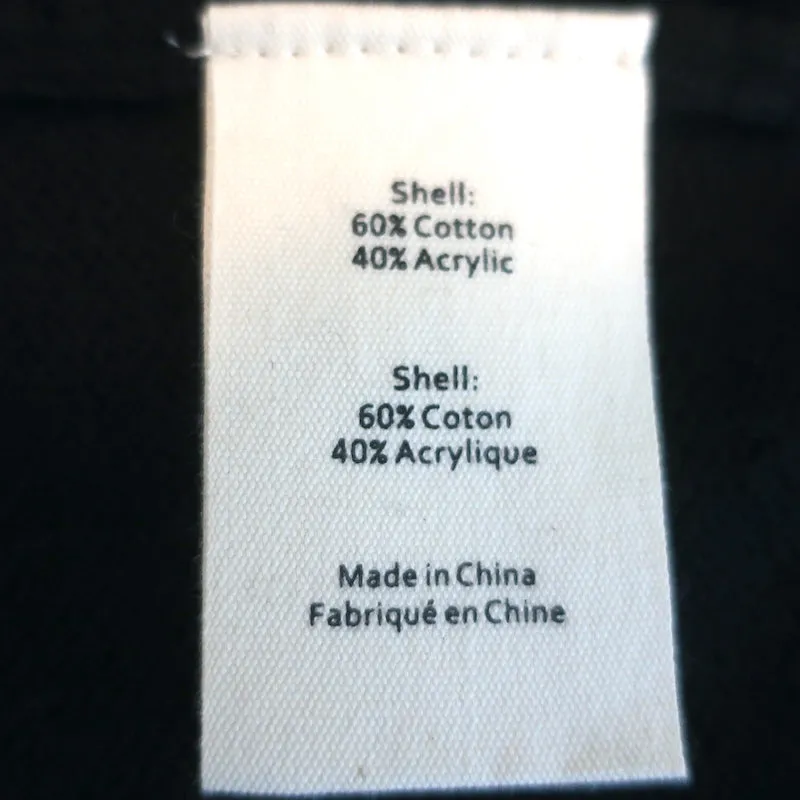 Shell:
60% Cotton
40% Acrylic
Shell:
60% Coton
40% Acrylique
Made in China
Fabriqué en Chine